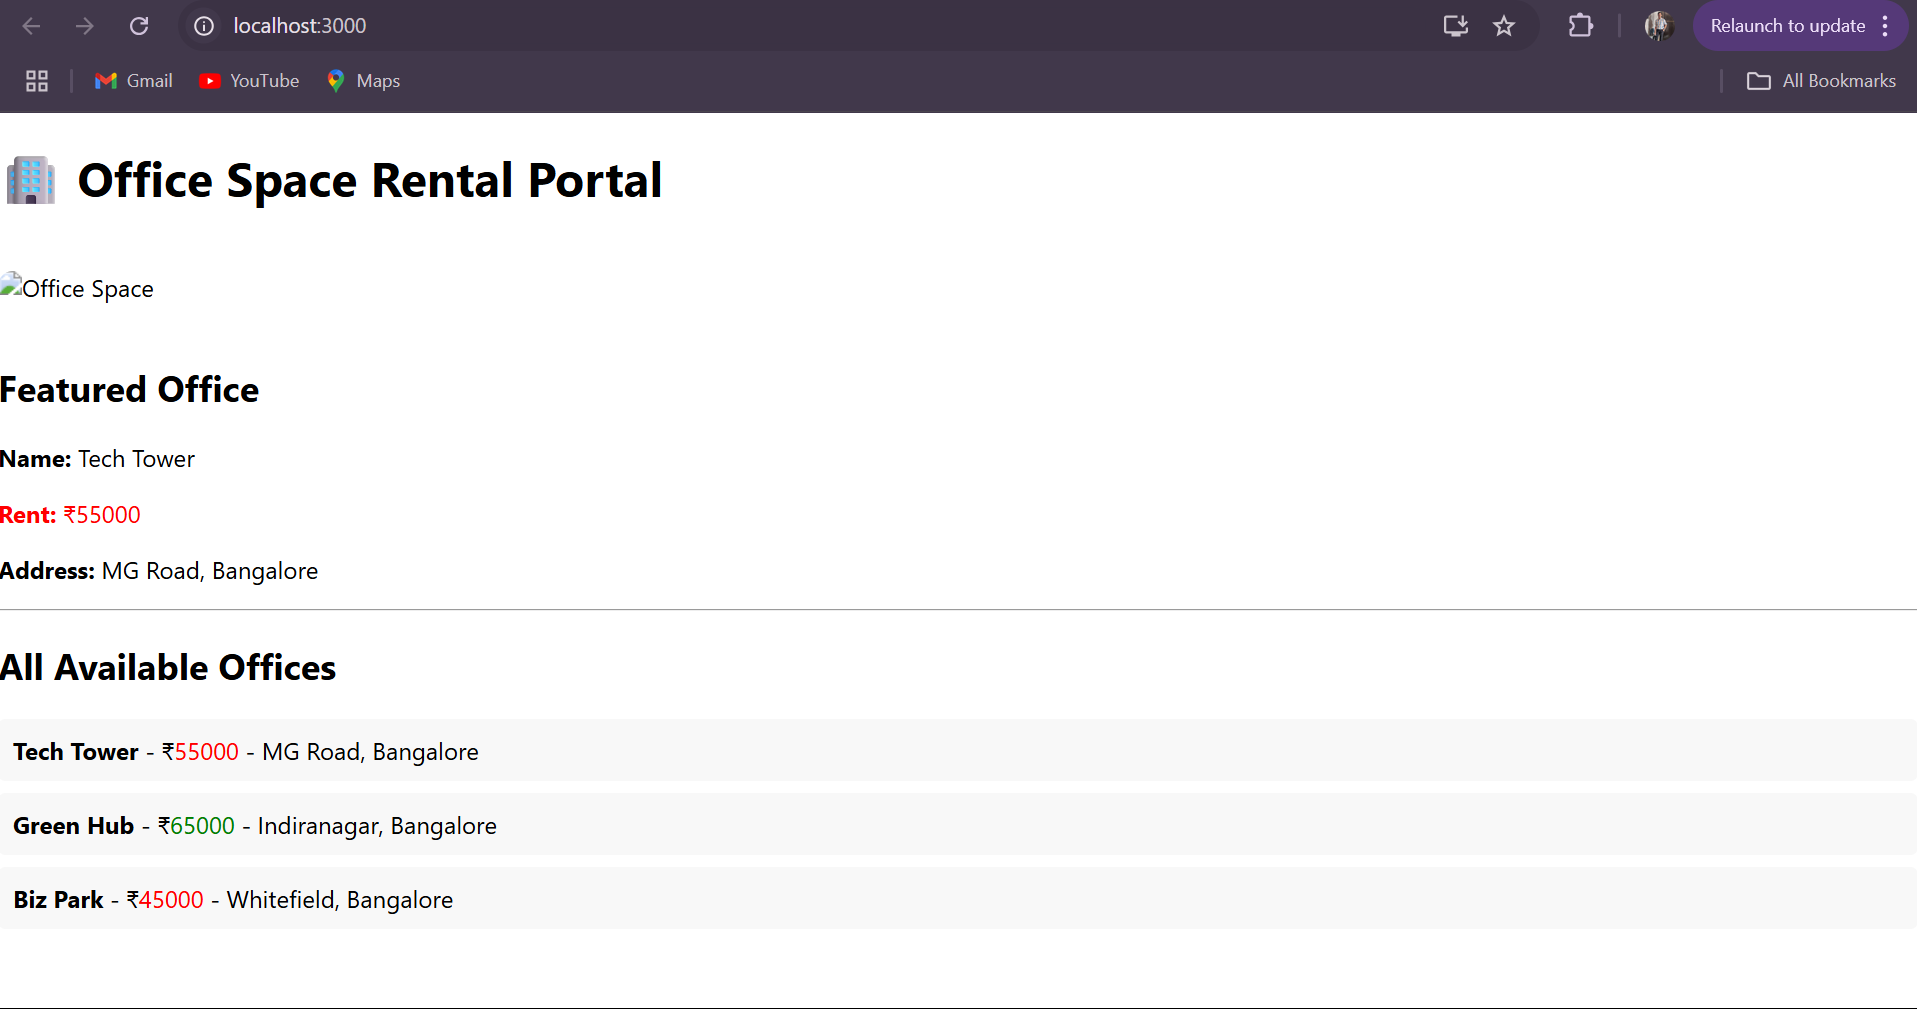 localhost:3000
Relaunch to update
Gmail YouTube Maps All Bookmarks
Office Space Rental Portal
Office Space
Featured Office
Name: Tech Tower
Rent: ₹55000
Address: MG Road, Bangalore
All Available Offices
Tech Tower - ₹55000 - MG Road, Bangalore
Green Hub - ₹65000 - Indiranagar, Bangalore
Biz Park - ₹45000 - Whitefield, Bangalore